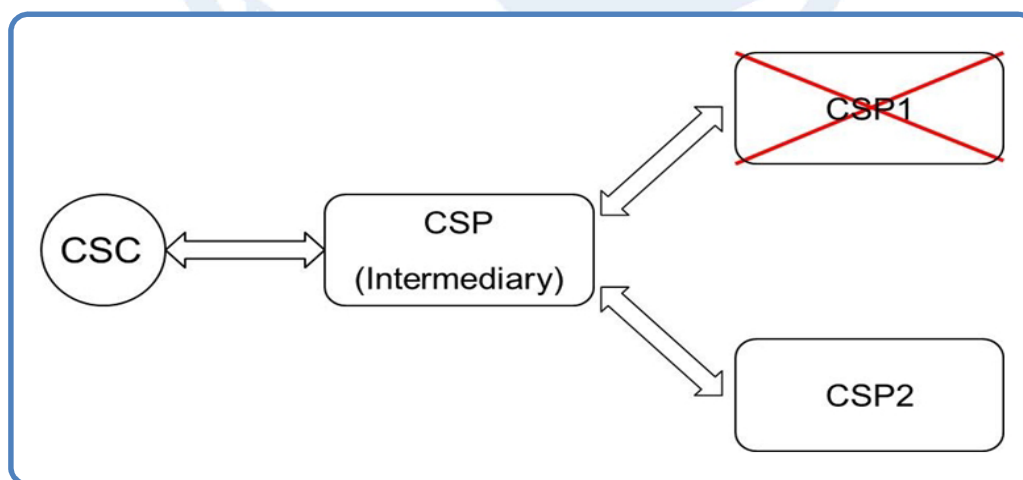 CSP1
CSC
CSP
(Intermediary)
CSP2